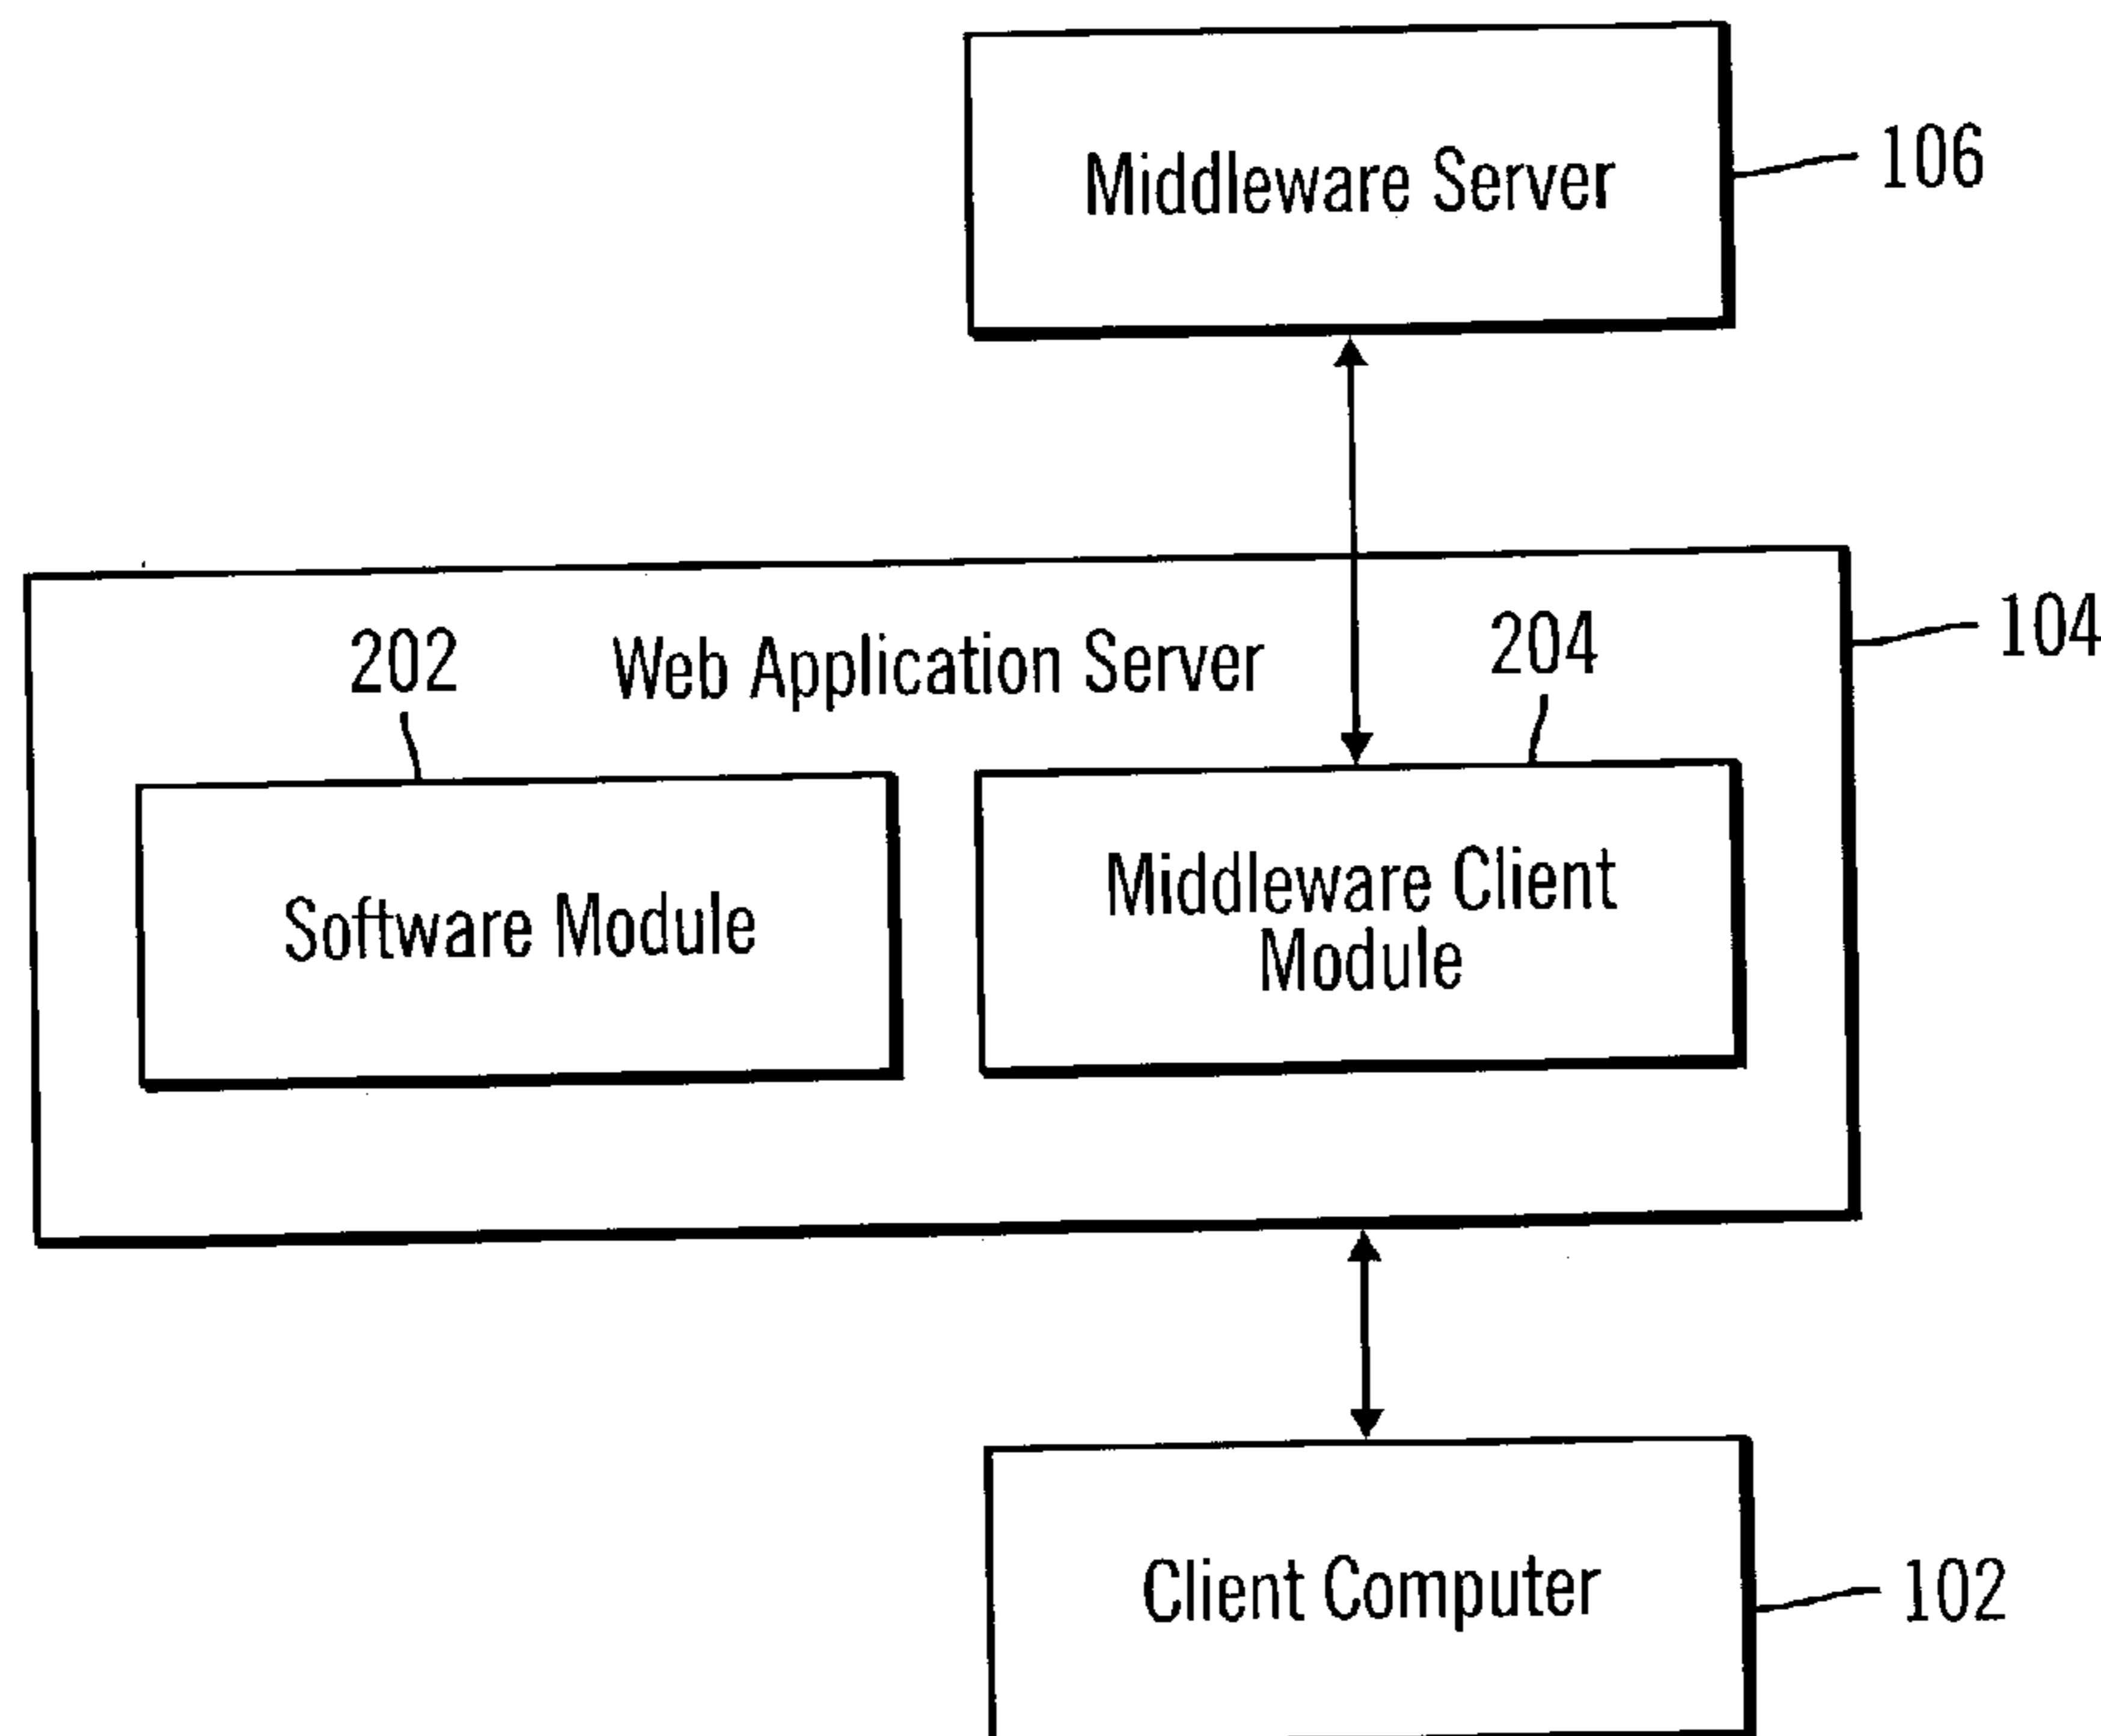 Middleware Server
106
104
202
Web Application Server
204
Software Module
Middleware Client
Module
Client Computer
102